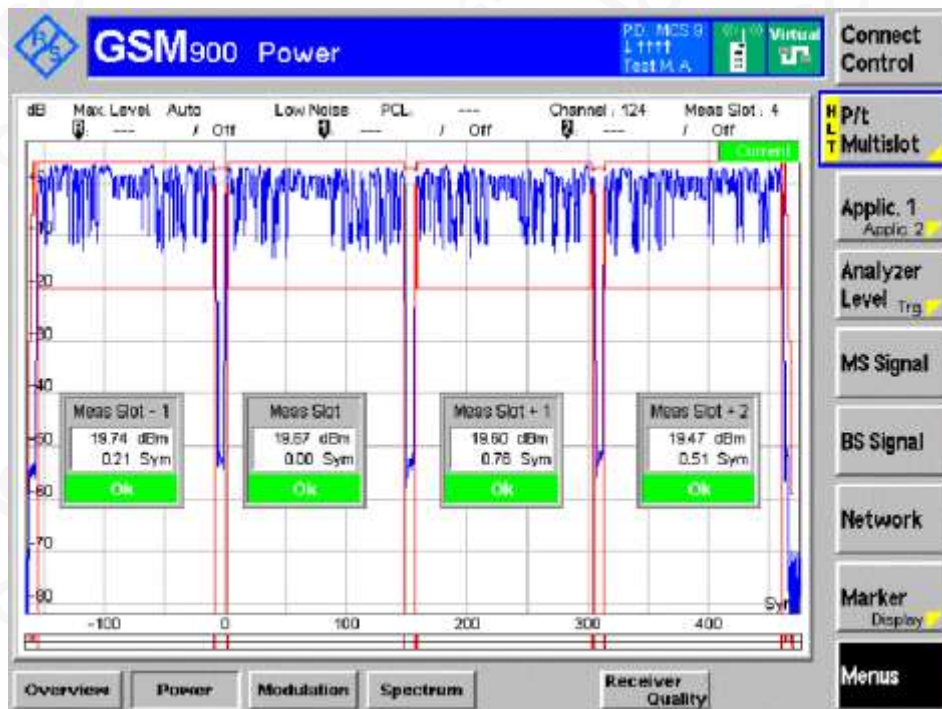 GSM900 Power
P.D. MCS 9
↓ ↑↑↑↑
Test M. A.
Virtual
Connect
Control
dB Max. Level Auto Low Noise PCL: --- Channel : 124 Meas Slot : 4
--- / Off --- / Off 2 --- / Off
H
L
T
P/t
Multislot
Current
Applic. 1
Applic. 2
Analyzer
Level Trg
MS Signal
BS Signal
Network
Marker
Display
Menus
-10
-20
-30
-40
-50
-60
-70
-80
Meas Slot - 1
19.74 dBm
0.21 Sym
Ok
Meas Slot
19.67 dBm
0.00 Sym
Ok
Meas Slot + 1
19.60 dBm
0.76 Sym
Ok
Meas Slot + 2
19.47 dBm
0.51 Sym
Ok
-100 0 100 200 300 400
Overview Power Modulation Spectrum Receiver
Quality